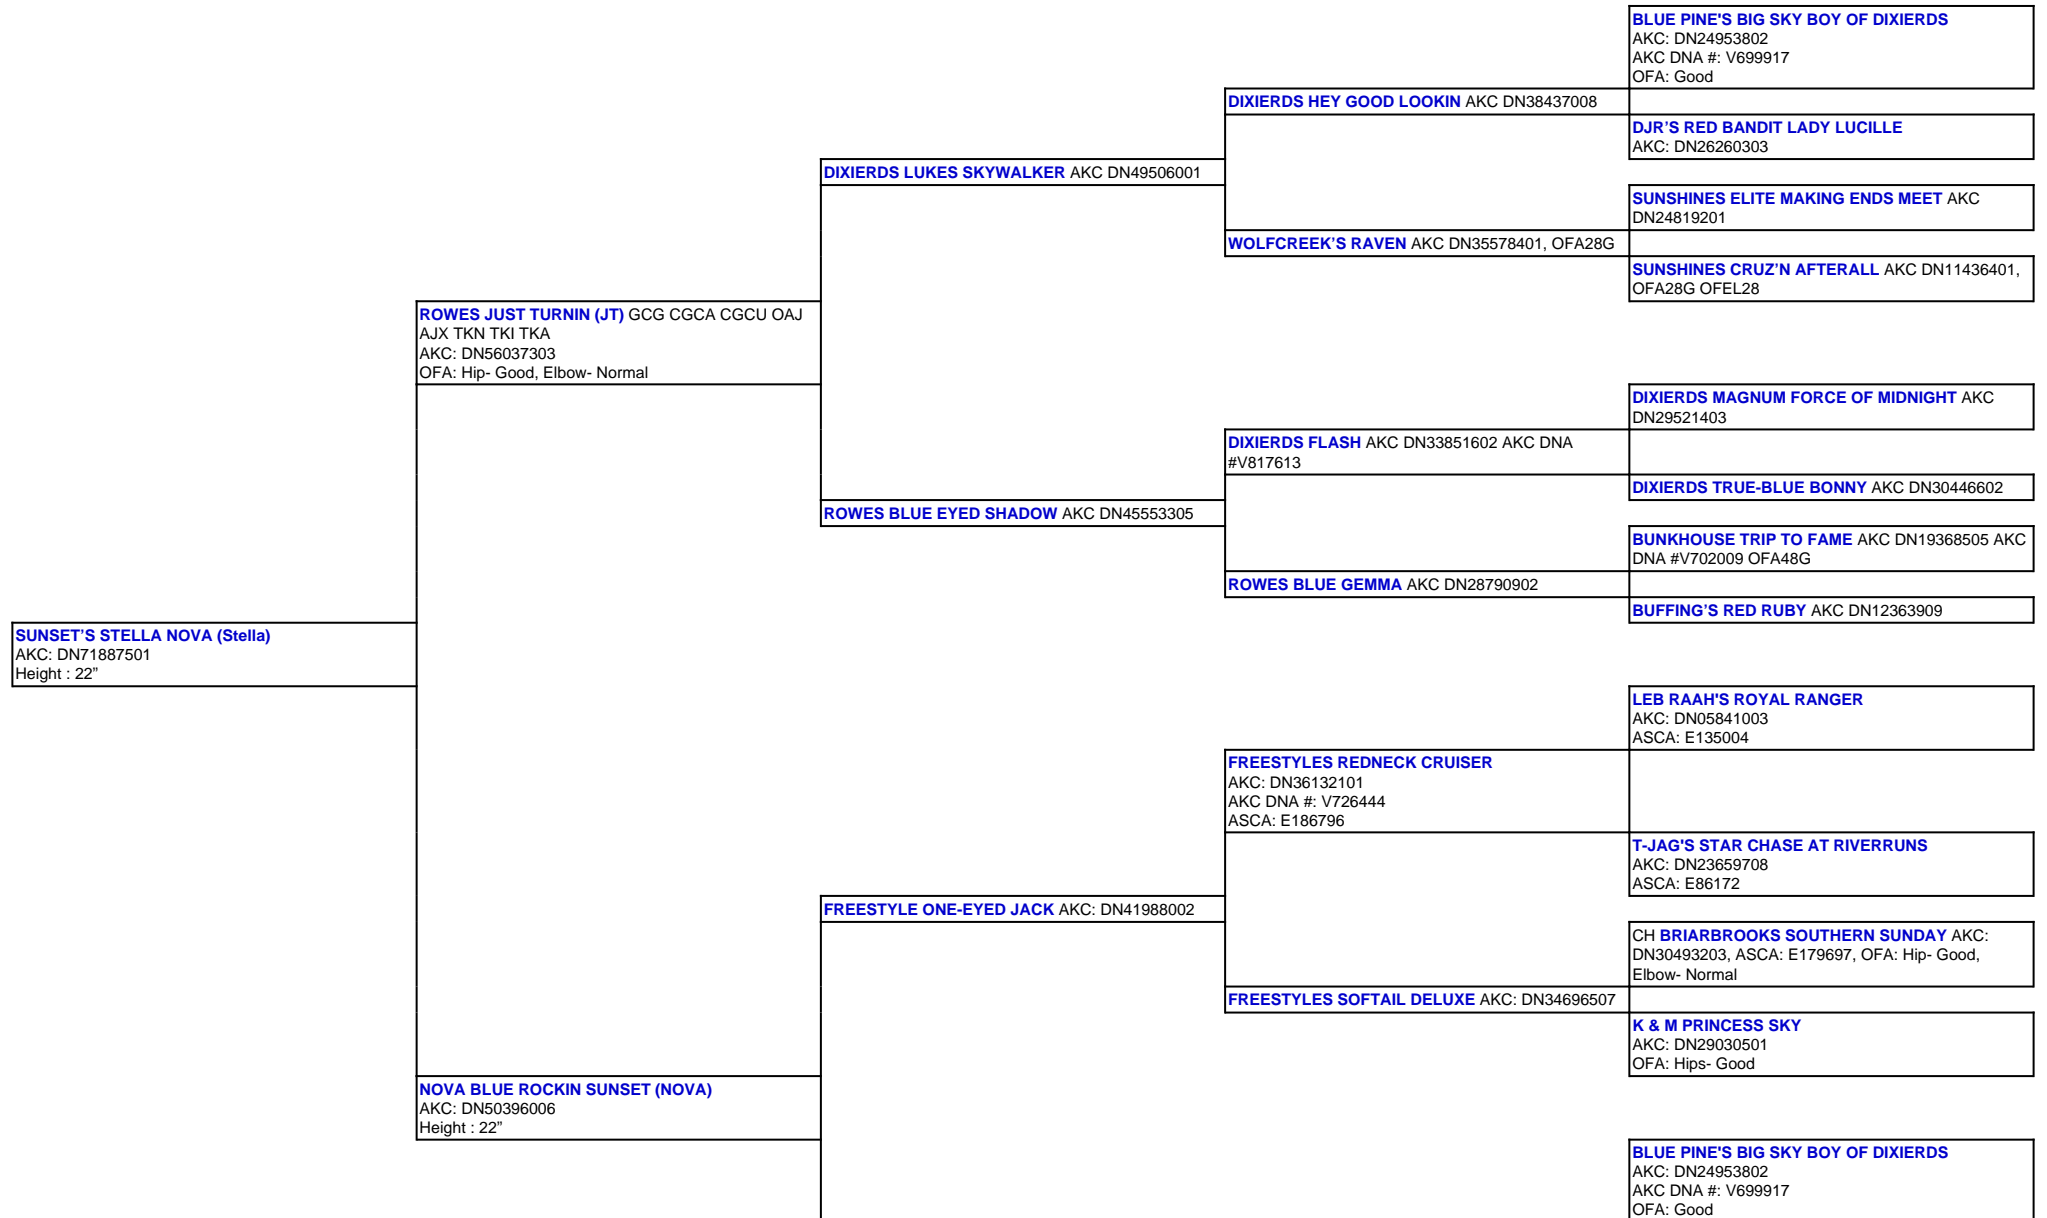 BLUE PINE'S BIG SKY BOY OF DIXIERDS
AKC: DN24953802
AKC DNA #: V699917
OFA: Good
DIXIERDS HEY GOOD LOOKIN AKC DN38437008
DJR'S RED BANDIT LADY LUCILLE
AKC: DN26260303
DIXIERDS LUKES SKYWALKER AKC DN49506001
SUNSHINES ELITE MAKING ENDS MEET AKC
DN24819201
WOLFCREEK’S RAVEN AKC DN35578401, OFA28G
SUNSHINES CRUZ’N AFTERALL AKC DN11436401,
OFA28G OFEL28
ROWES JUST TURNIN (JT) GCG CGCA CGCU OAJ
AJX TKN TKI TKA
AKC: DN56037303
OFA: Hip- Good, Elbow- Normal
DIXIERDS MAGNUM FORCE OF MIDNIGHT AKC
DN29521403
DIXIERDS FLASH AKC DN33851602 AKC DNA
#V817613
DIXIERDS TRUE-BLUE BONNY AKC DN30446602
ROWES BLUE EYED SHADOW AKC DN45553305
BUNKHOUSE TRIP TO FAME AKC DN19368505 AKC
DNA #V702009 OFA48G
ROWES BLUE GEMMA AKC DN28790902
BUFFING’S RED RUBY AKC DN12363909
SUNSET’S STELLA NOVA (Stella)
AKC: DN71887501
Height : 22”
LEB RAAH'S ROYAL RANGER
AKC: DN05841003
ASCA: E135004
FREESTYLES REDNECK CRUISER
AKC: DN36132101
AKC DNA #: V726444
ASCA: E186796
T-JAG'S STAR CHASE AT RIVERRUNS
AKC: DN23659708
ASCA: E86172
FREESTYLE ONE-EYED JACK AKC: DN41988002
CH BRIARBROOKS SOUTHERN SUNDAY AKC:
DN30493203, ASCA: E179697, OFA: Hip- Good,
Elbow- Normal
FREESTYLES SOFTAIL DELUXE AKC: DN34696507
K & M PRINCESS SKY
AKC: DN29030501
OFA: Hips- Good
NOVA BLUE ROCKIN SUNSET (NOVA)
AKC: DN50396006
Height : 22”
BLUE PINE'S BIG SKY BOY OF DIXIERDS
AKC: DN24953802
AKC DNA #: V699917
OFA: Good